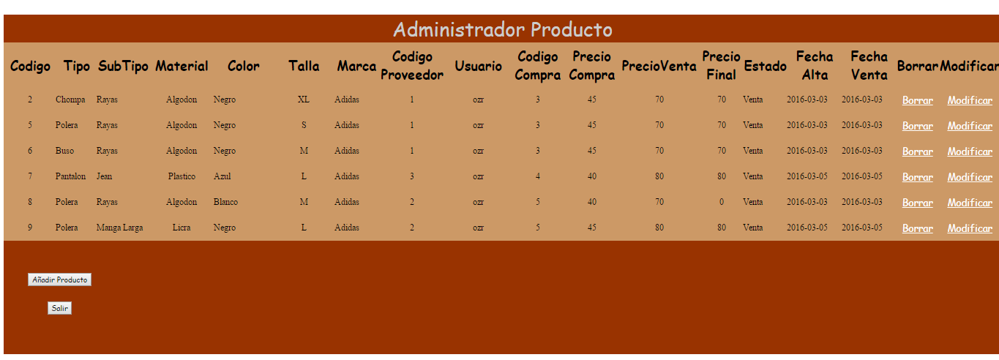 Administrador Producto
Codigo Tipo SubTipo Material Color Talla Marca Codigo Proveedor Usuario Codigo Compra Precio Compra PrecioVenta Precio Final Estado Fecha Alta Fecha Venta Borrar Modificar
2 Chompa Rayas Algodon Negro XL Adidas 1 ozr 3 45 70 70 Venta 2016-03-03 2016-03-03 Borrar Modificar
5 Polera Rayas Algodon Negro S Adidas 1 ozr 3 45 70 70 Venta 2016-03-03 2016-03-03 Borrar Modificar
6 Buso Rayas Algodon Negro M Adidas 1 ozr 3 45 70 70 Venta 2016-03-03 2016-03-03 Borrar Modificar
7 Pantalon Jean Plastico Azul L Adidas 3 ozr 4 40 80 80 Venta 2016-03-05 2016-03-05 Borrar Modificar
8 Polera Rayas Algodon Blanco M Adidas 2 ozr 5 40 70 0 Venta 2016-03-03 2016-03-03 Borrar Modificar
9 Polera Manga Larga Licra Negro L Adidas 2 ozr 5 45 80 80 Venta 2016-03-05 2016-03-05 Borrar Modificar
Añadir Producto
Salir